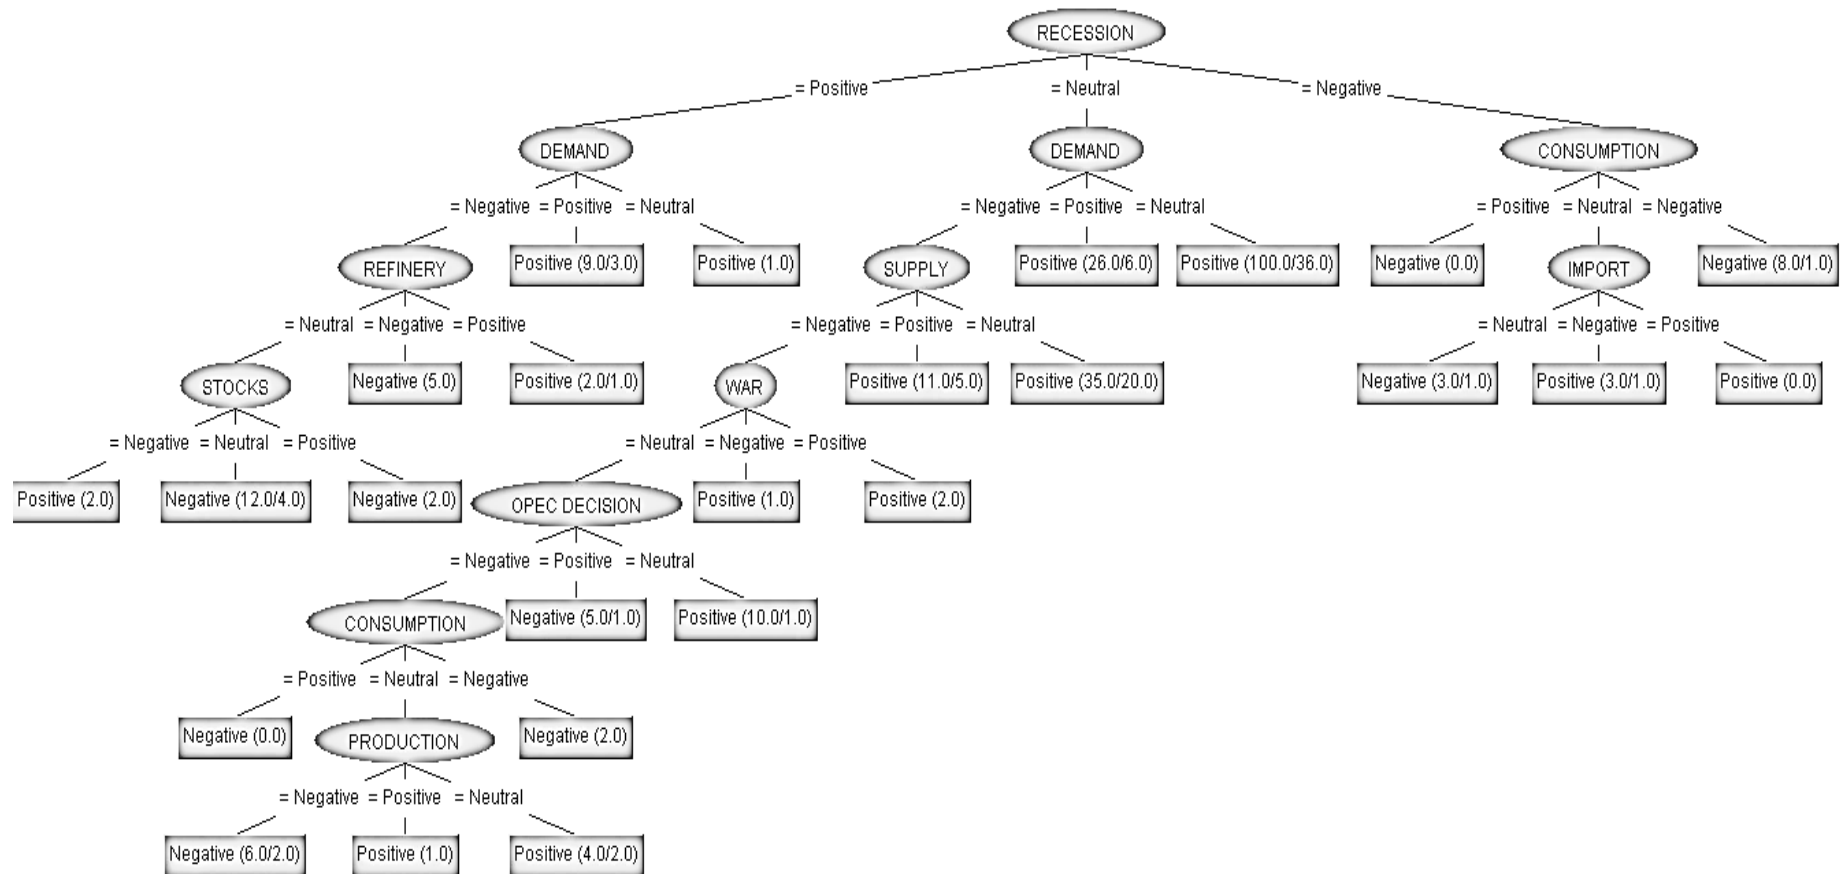 RECESSION
= Positive
= Neutral
= Negative
DEMAND
DEMAND
CONSUMPTION
= Negative = Positive = Neutral
= Negative = Positive = Neutral
= Positive = Neutral = Negative
REFINERY
Positive (9.0/3.0)
Positive (1.0)
SUPPLY
Positive (26.0/6.0)
Positive (100.0/36.0)
Negative (0.0)
IMPORT
Negative (8.0/1.0)
= Neutral = Negative = Positive
= Negative = Positive = Neutral
= Neutral = Negative = Positive
STOCKS
Negative (5.0)
Positive (2.0/1.0)
WAR
Positive (11.0/5.0)
Positive (35.0/20.0)
Negative (3.0/1.0)
Positive (3.0/1.0)
Positive (0.0)
= Negative = Neutral = Positive
= Neutral = Negative = Positive
Positive (2.0)
Negative (12.0/4.0)
Negative (2.0)
OPEC DECISION
Positive (1.0)
Positive (2.0)
= Negative = Positive = Neutral
CONSUMPTION
Negative (5.0/1.0)
Positive (10.0/1.0)
= Positive = Neutral = Negative
Negative (0.0)
PRODUCTION
Negative (2.0)
= Negative = Positive = Neutral
Negative (6.0/2.0)
Positive (1.0)
Positive (4.0/2.0)